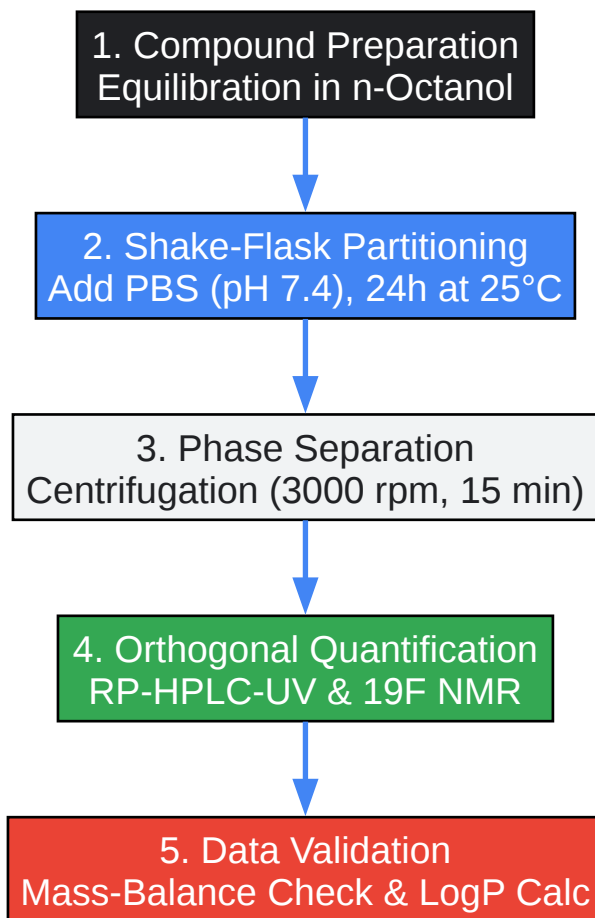 1. Compound Preparation
Equilibration in n-Octanol
2. Shake-Flask Partitioning
Add PBS (pH 7.4), 24h at 25°C
3. Phase Separation
Centrifugation (3000 rpm, 15 min)
4. Orthogonal Quantification
RP-HPLC-UV & 19F NMR
5. Data Validation
Mass-Balance Check & LogP Calc